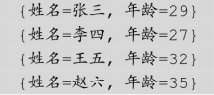 {姓名=张三, 年龄=29}
{姓名=李四, 年龄=27}
{姓名=王五, 年龄=32}
{姓名=赵六, 年龄=35}